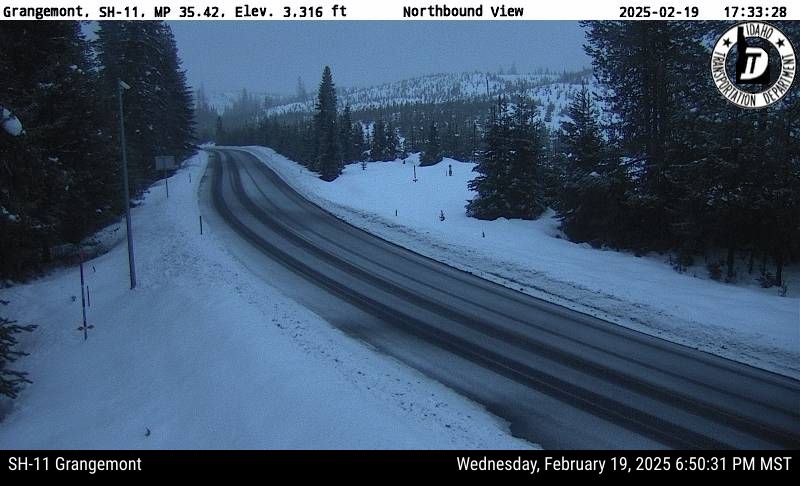 Grangemont, SH-11, MP 35.42, Elev. 3,316 ft Northbound View 2025-02-19 17:33:28
IDAHO
TRANSPORTATION DEPARTMENT
SH-11 Grangemont Wednesday, February 19, 2025 6:50:31 PM MST